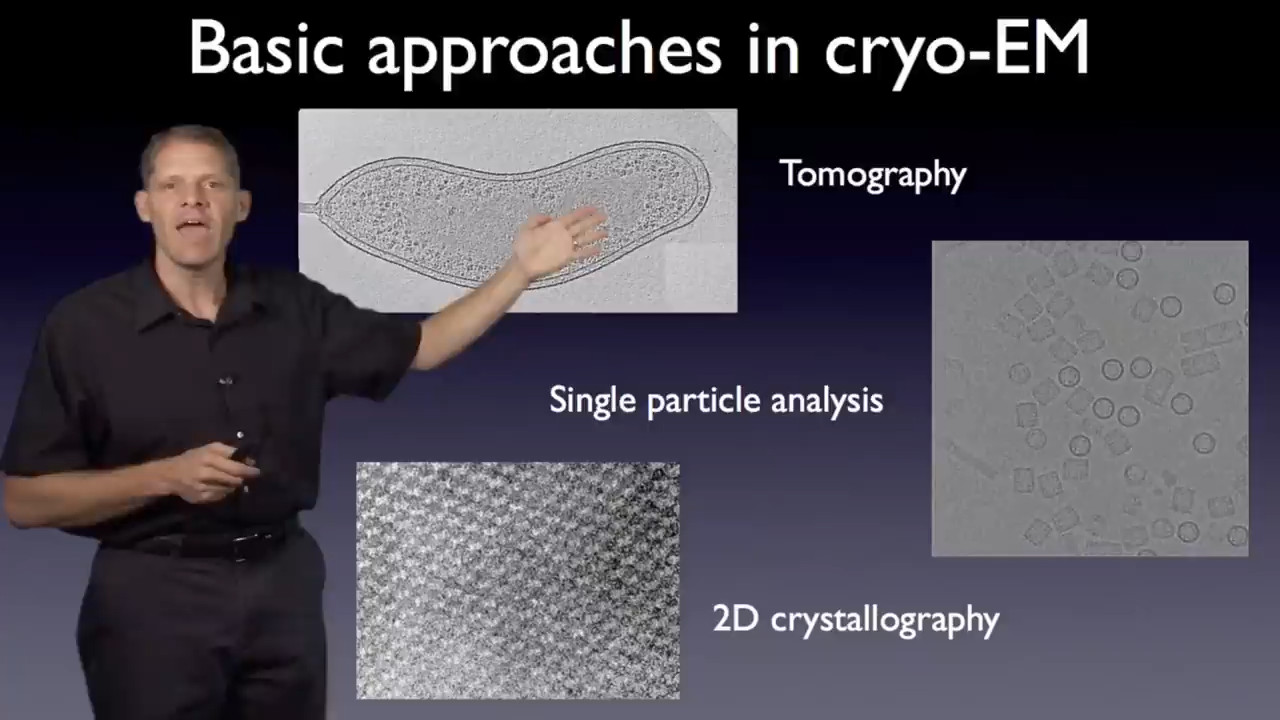 Basic approaches in cryo-EM
Tomography
Single particle analysis
2D crystallography